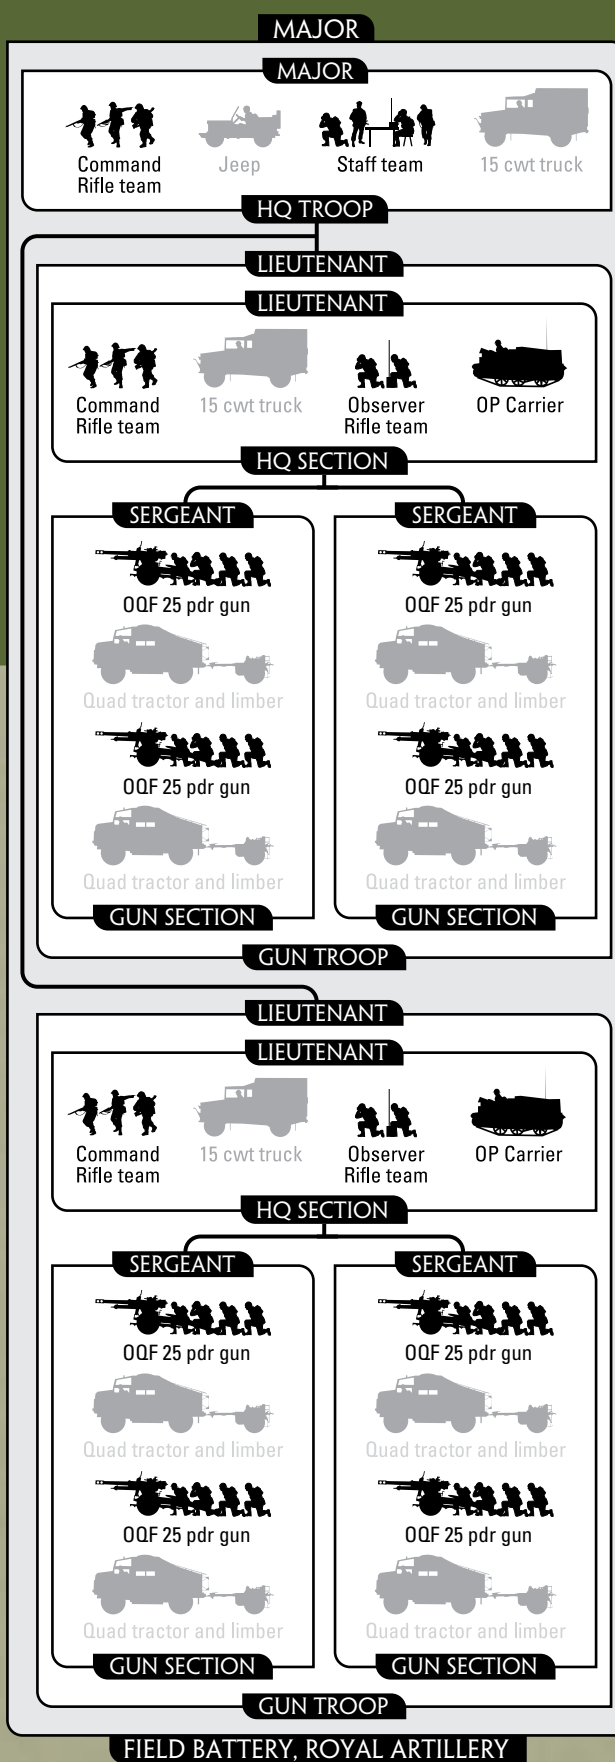 MAJOR
MAJOR
Command
Rifle team
Jeep
Staff team
15 cwt truck
HQ TROOP
LIEUTENANT
LIEUTENANT
Command
Rifle team
15 cwt truck
Observer
Rifle team
OP Carrier
HQ SECTION
SERGEANT
OQF 25 pdr gun
Quad tractor and limber
OQF 25 pdr gun
Quad tractor and limber
GUN SECTION
SERGEANT
OQF 25 pdr gun
Quad tractor and limber
OQF 25 pdr gun
Quad tractor and limber
GUN SECTION
GUN TROOP
LIEUTENANT
LIEUTENANT
Command
Rifle team
15 cwt truck
Observer
Rifle team
OP Carrier
HQ SECTION
SERGEANT
OQF 25 pdr gun
Quad tractor and limber
OQF 25 pdr gun
Quad tractor and limber
GUN SECTION
SERGEANT
OQF 25 pdr gun
Quad tractor and limber
OQF 25 pdr gun
Quad tractor and limber
GUN SECTION
GUN TROOP
FIELD BATTERY, ROYAL ARTILLERY